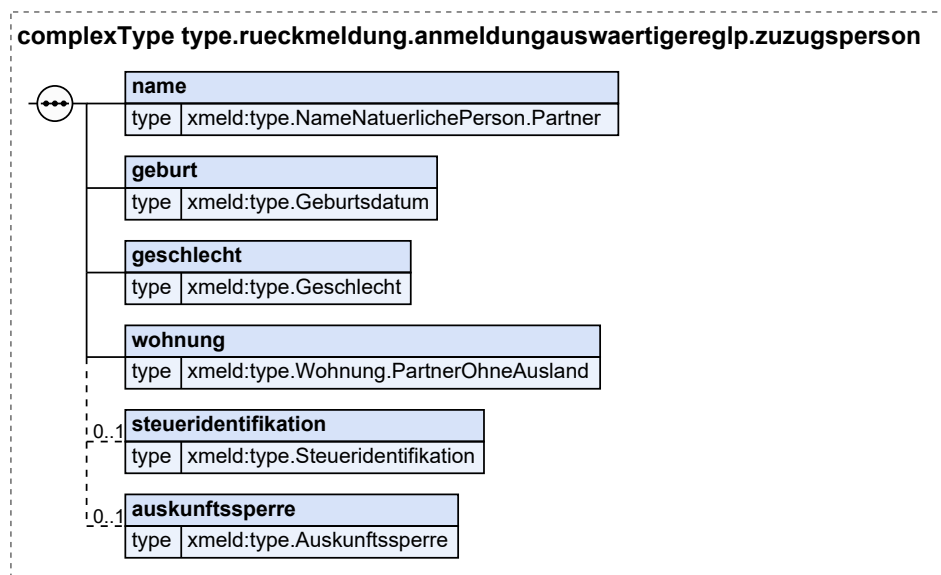 complexType type.rueckmeldung.anmeldungauswaertigereglp.zuzugsperson
name
type xmeld:type.NameNatuerlichePerson.Partner
geburt
type xmeld:type.Geburtsdatum
geschlecht
type xmeld:type.Geschlecht
wohnung
type xmeld:type.Wohnung.PartnerOhneAusland
0..1 steueridentifikation
type xmeld:type.Steueridentifikation
0..1 auskunftssperre
type xmeld:type.Auskunftssperre